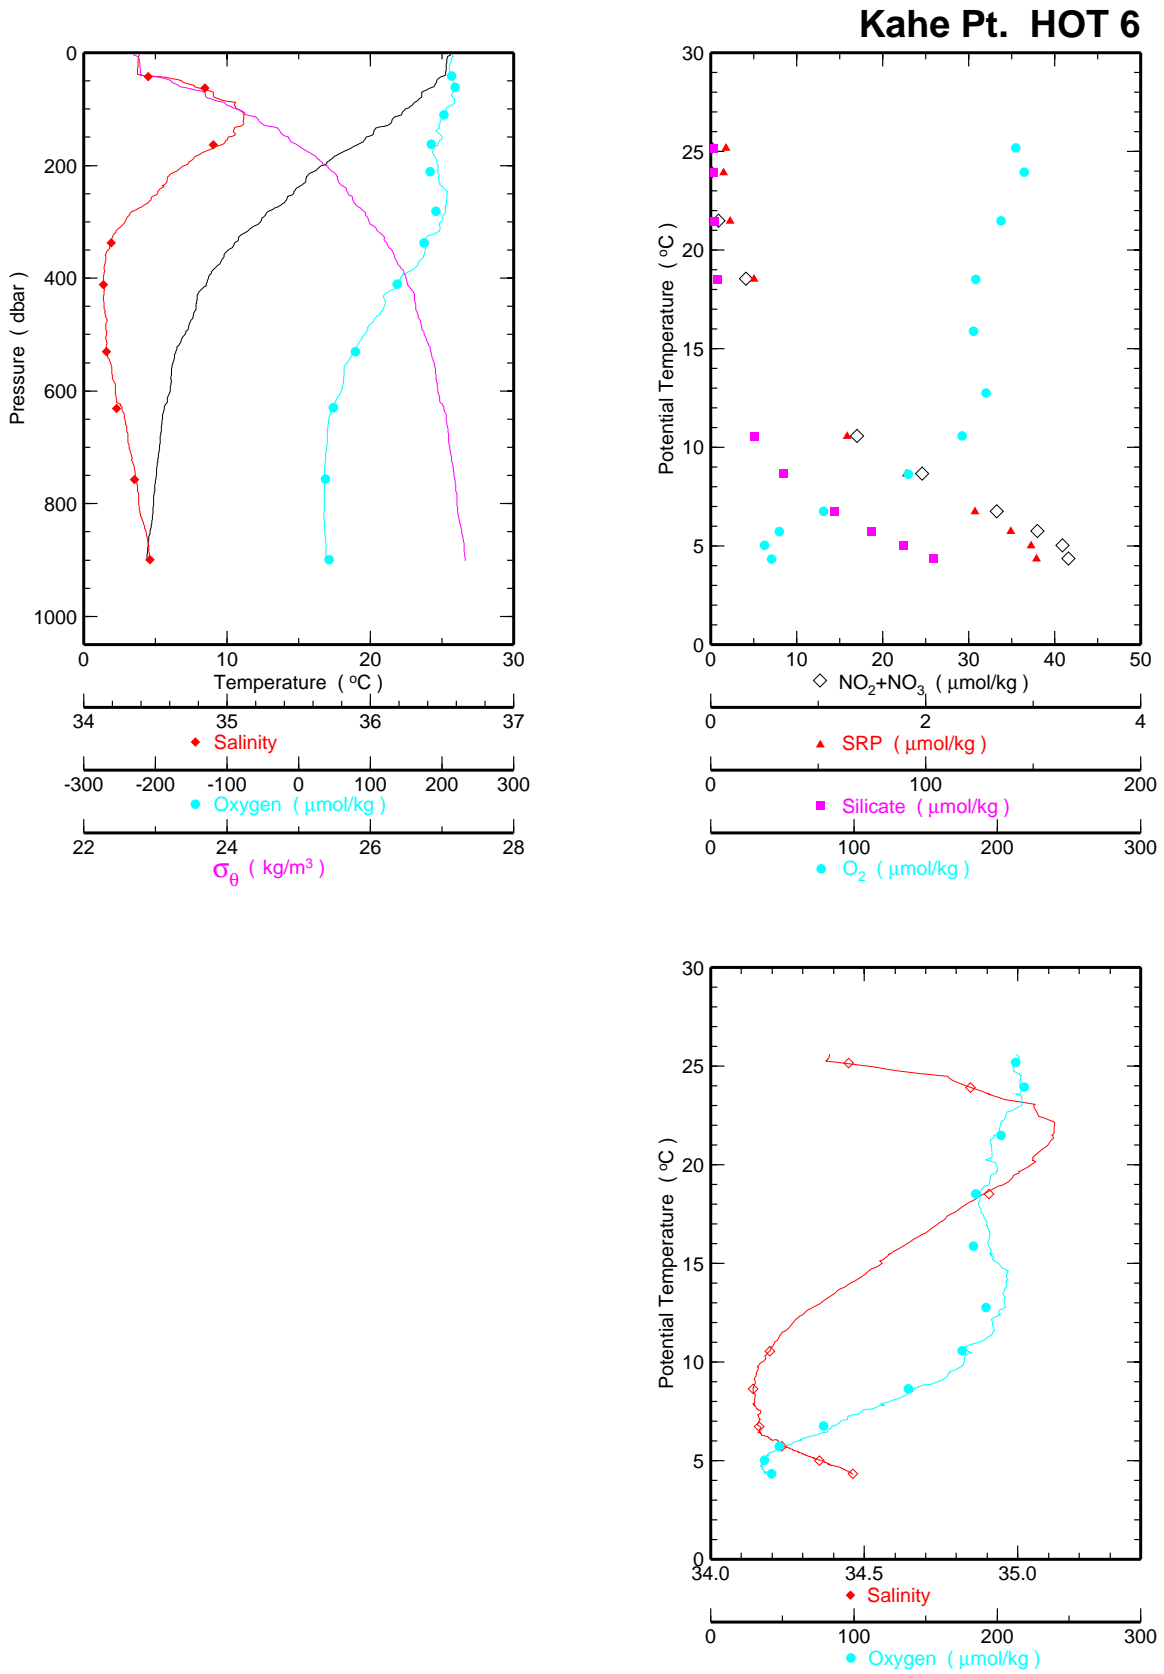 Kahe Pt. HOT 6
0
200
400
600
800
1000
Pressure ( dbar )
0 10 20 30
Temperature ( °C )
34 35 36 37
Salinity
-300 -200 -100 0 100 200 300
Oxygen ( μmol/kg )
22 24 26 28
σθ ( kg/m³ )
30
25
20
15
10
5
0
Potential Temperature ( °C )
0 10 20 30 40 50
NO₂+NO₃ ( μmol/kg )
0 2 4
SRP ( μmol/kg )
0 100 200
Silicate ( μmol/kg )
0 100 200 300
O₂ ( μmol/kg )
30
25
20
15
10
5
0
Potential Temperature ( °C )
34.0 34.5 35.0
Salinity
0 100 200 300
Oxygen ( μmol/kg )